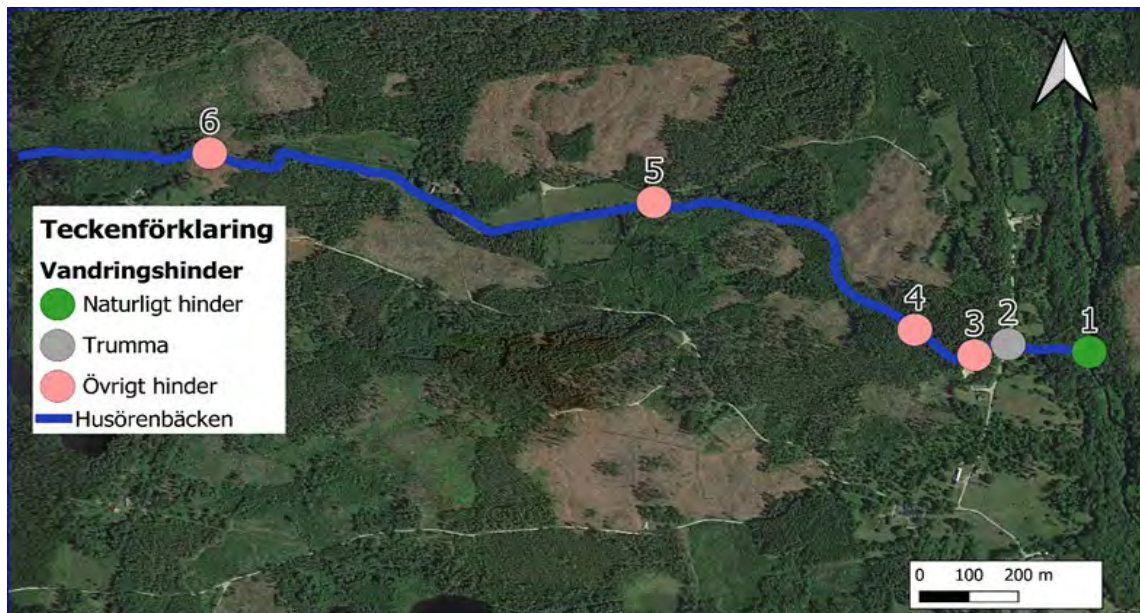 6
5
4
3
2
1
Teckenförklaring
Vandringshinder
Naturligt hinder
Trumma
Övrigt hinder
Husörenbäcken
0 100 200 m